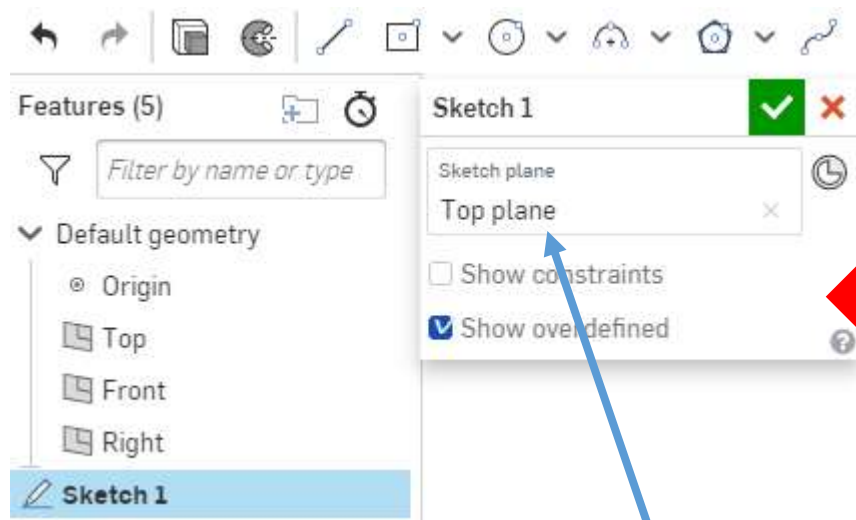 Features (5)
Filter by name or type
Default geometry
Origin
Top
Front
Right
Sketch 1
Sketch 1
Sketch plane
Top plane
Show constraints
Show overdefined